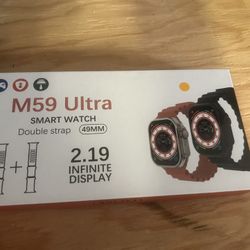 M59 Ultra
SMART WATCH
Double strap 49MM
+
2.19
INFINITE
DISPLAY